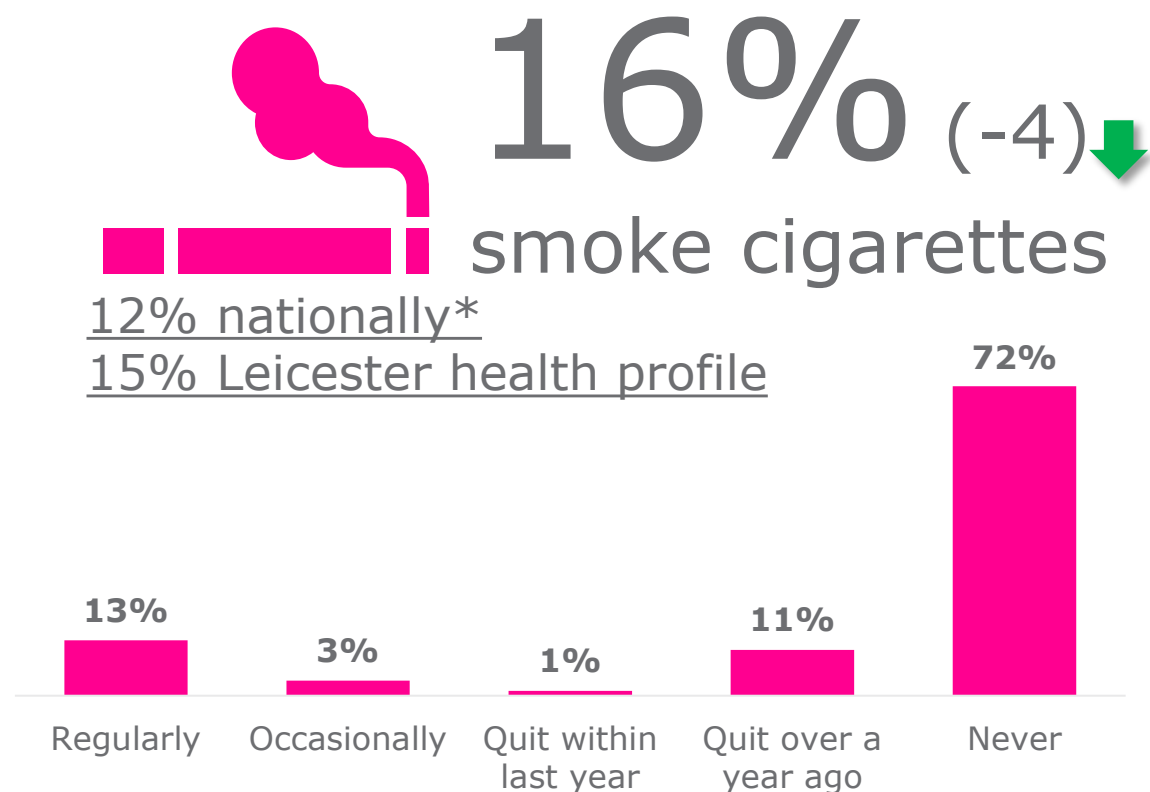 16% (-4)
smoke cigarettes
12% nationally*
15% Leicester health profile
72%
13%
3%
1%
11%
Regularly
Occasionally
Quit within
last year
Quit over a
year ago
Never